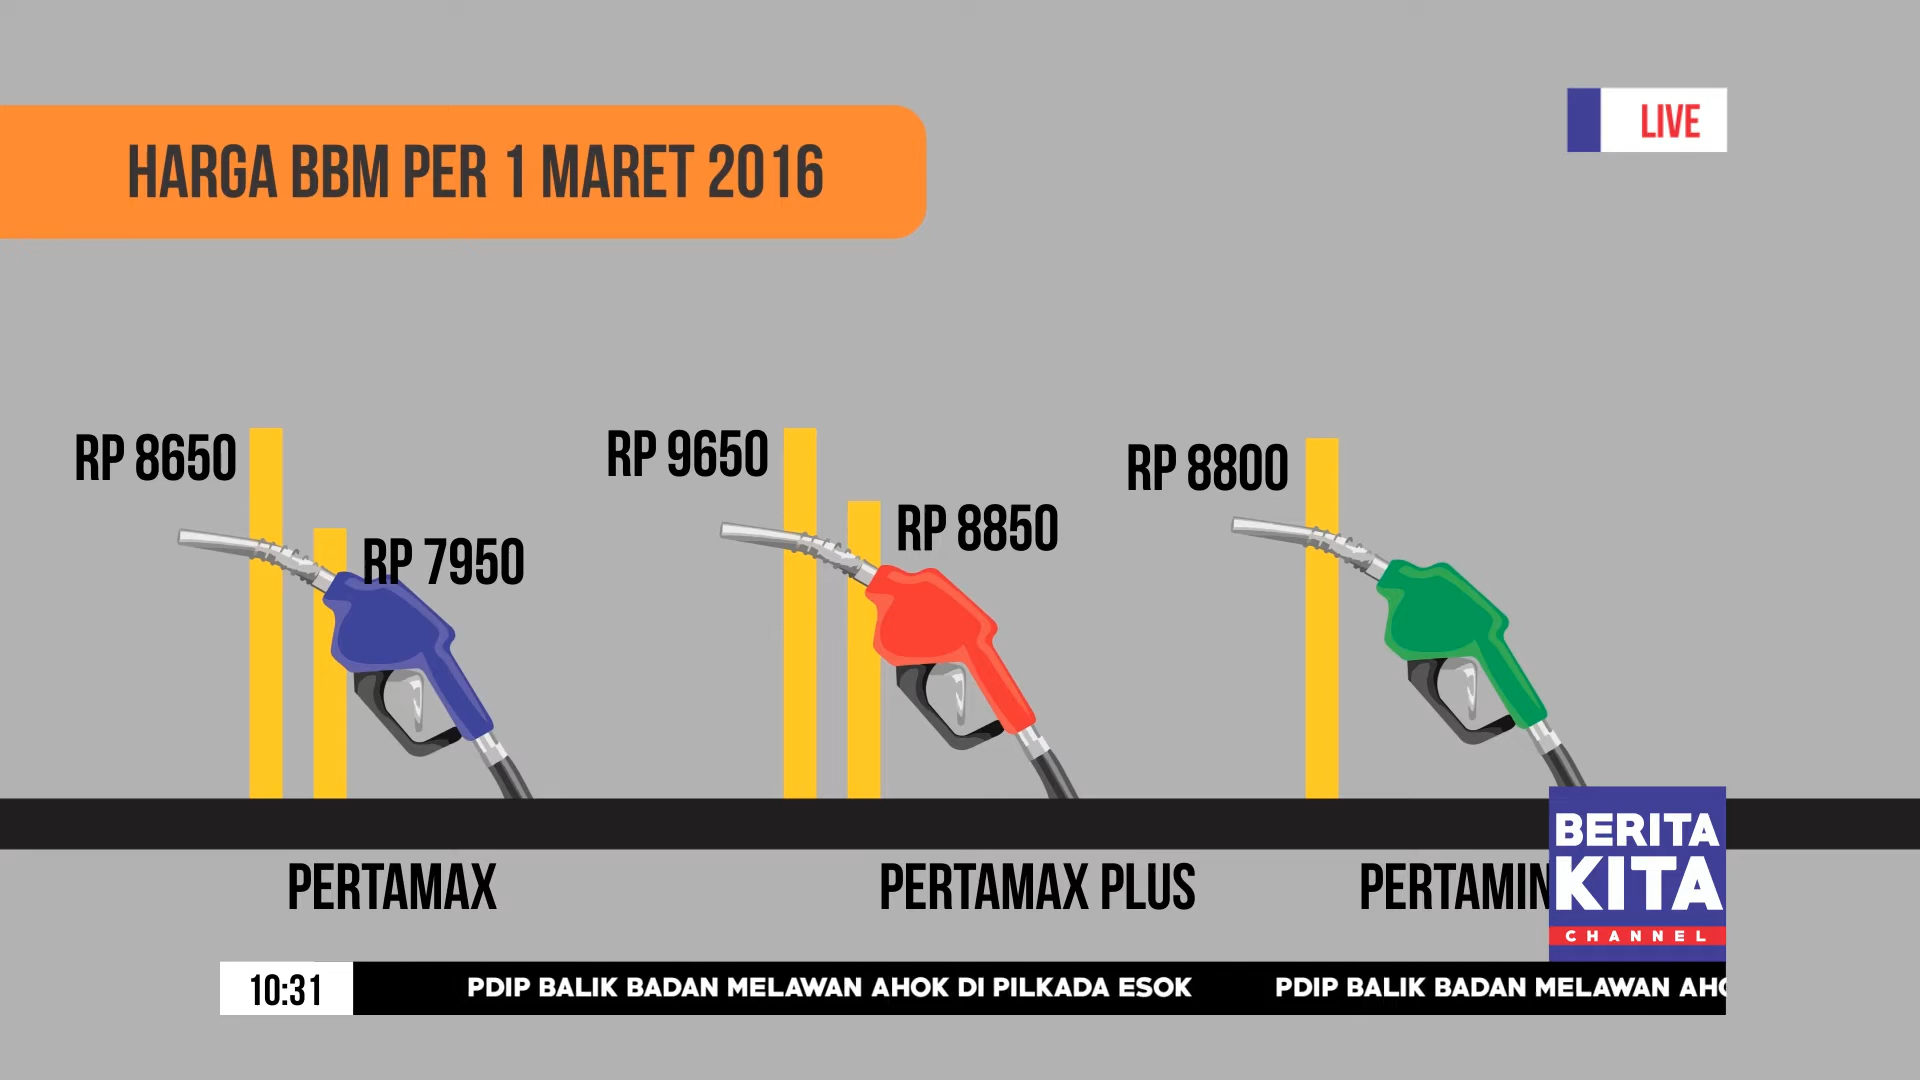 HARGA BBM PER 1 MARET 2016
LIVE
RP 8650
RP 7950
RP 9650
RP 8850
RP 8800
PERTAMAX
PERTAMAX PLUS
PERTAMIN
BERITA
KITA
CHANNEL
10:31
PDIP BALIK BADAN MELAWAN AHOK DI PILKADA ESOK
PDIP BALIK BADAN MELAWAN